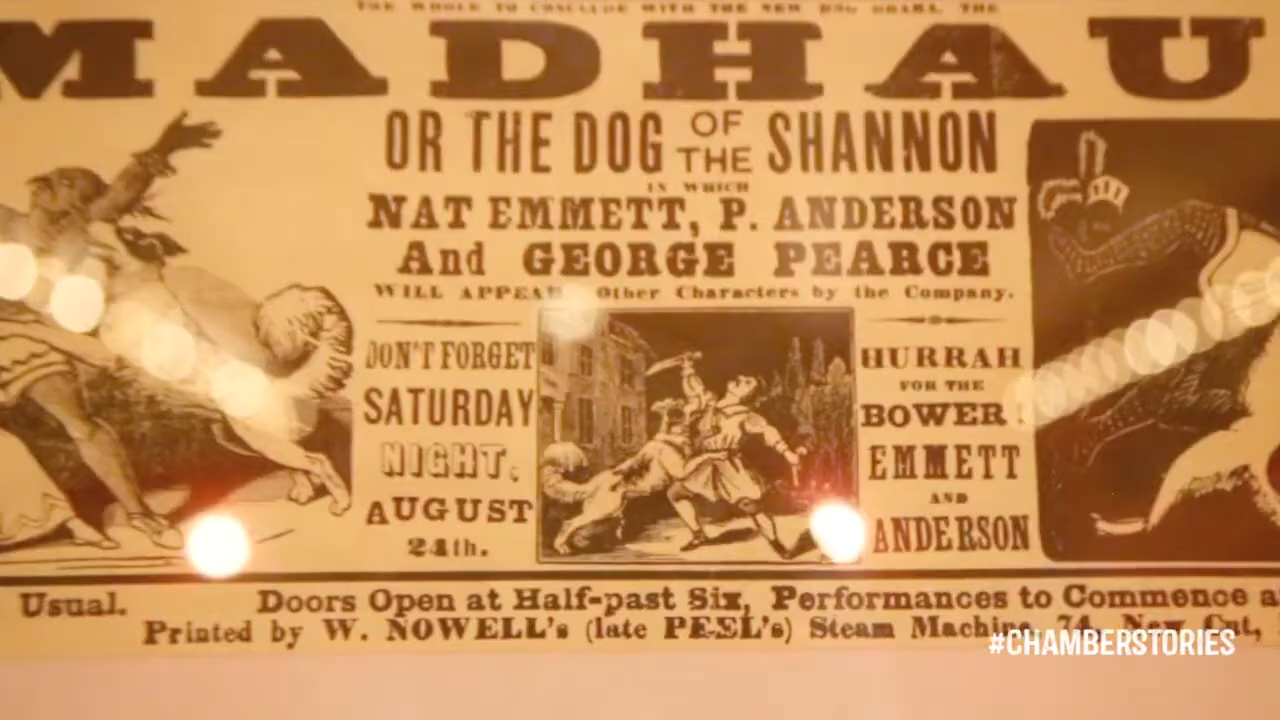 THE WHOLE TO CONCLUDE WITH THE NEW DOG DRAMA, THE
MADHAU
OR THE DOG OF THE SHANNON
IN WHICH
NAT EMMETT, P. ANDERSON
And GEORGE PEARCE
WILL APPEAR Other Characters by the Company.
DON'T FORGET
SATURDAY
NIGHT,
AUGUST
24th.
HURRAH
FOR THE
BOWER!
EMMETT
AND
ANDERSON
Usual. Doors Open at Half-past Six, Performances to Commence a
Printed by W. NOWELL's (late PEEL's) Steam Machine, 74, New Cut,
#CHAMBERSTORIES